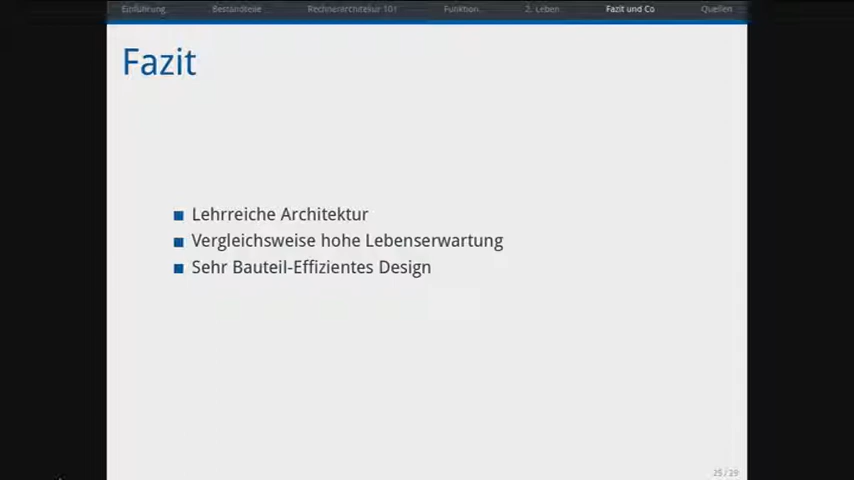 Einführung Bestandteile Rechnerarchitekur 101 Funktion 2. Leben Fazit und Co Quellen
Fazit
Lehrreiche Architektur
Vergleichsweise hohe Lebenserwartung
Sehr Bauteil-Effizientes Design
25 / 29